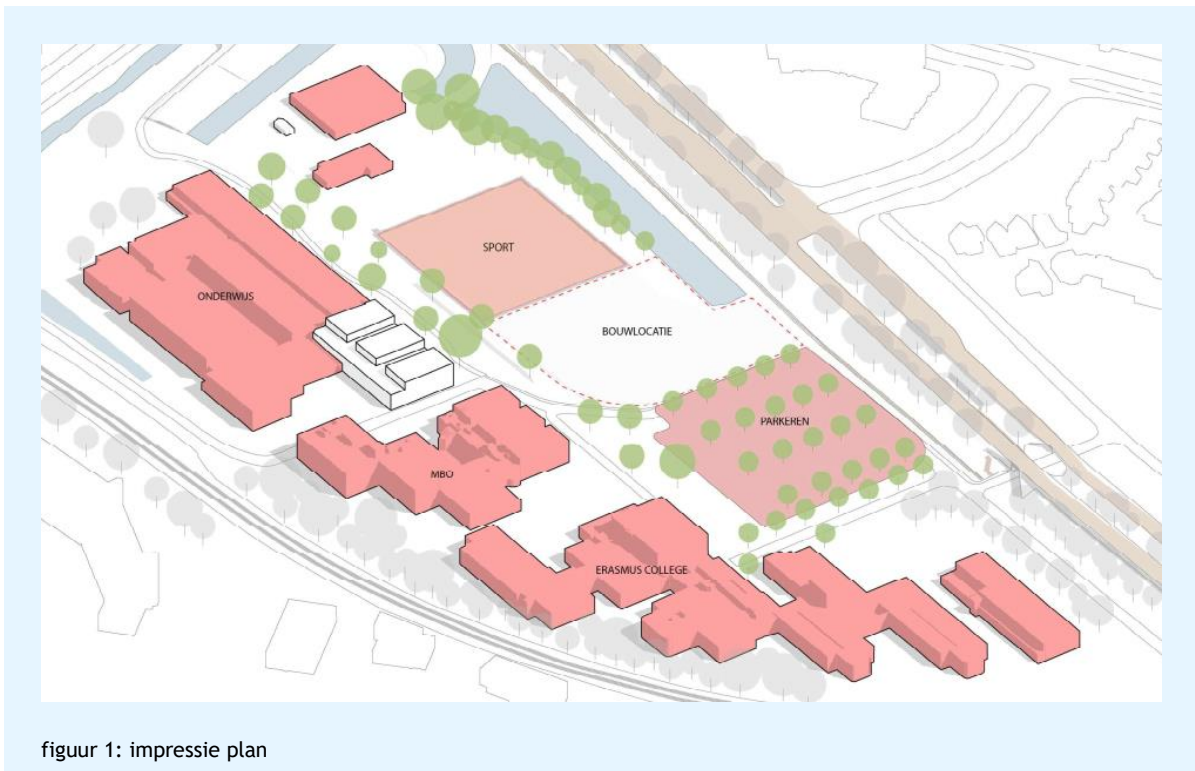 SPORT
ONDERWIJS
BOUWLOCATIE
PARKEREN
MBO
ERASMUS COLLEGE
figuur 1: impressie plan